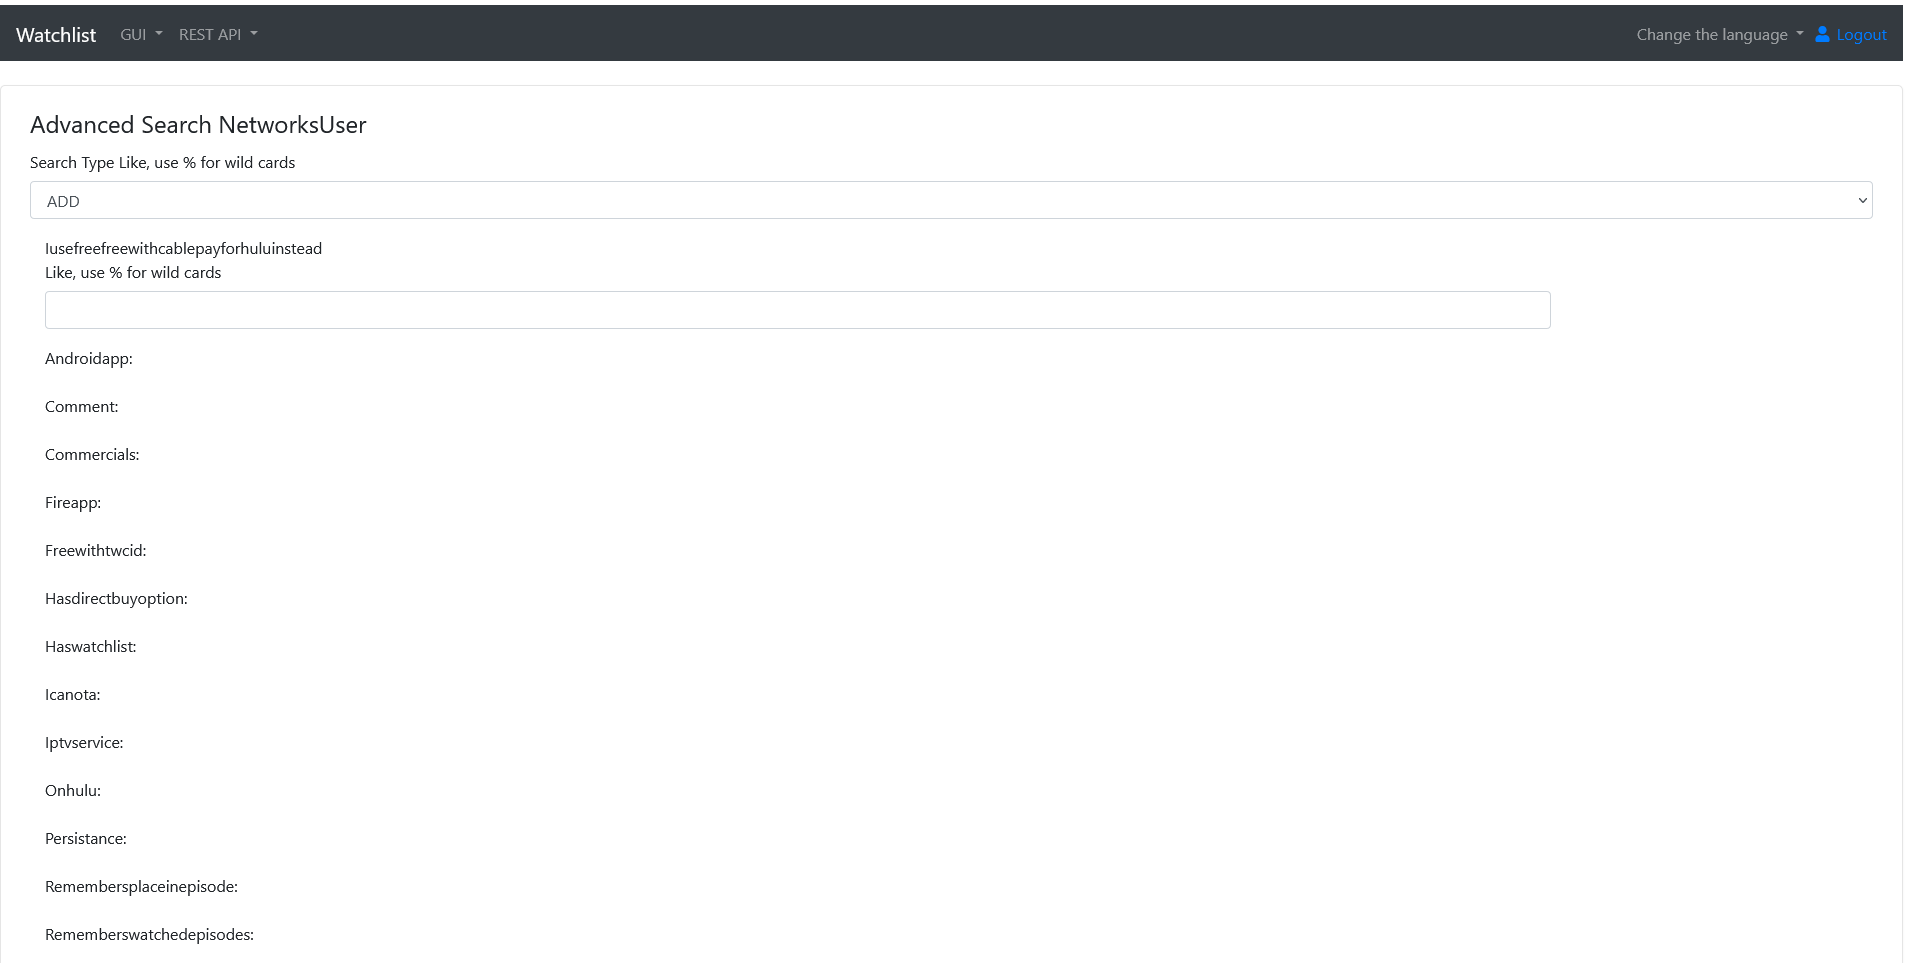 Watchlist GUI REST API Change the language Logout
Advanced Search NetworksUser
Search Type Like, use % for wild cards
ADD
Iusefreefreewithcablepayforhuluinstead
Like, use % for wild cards
Androidapp:
Comment:
Commercials:
Fireapp:
Freewithtwcid:
Hasdirectbuyoption:
Haswatchlist:
Icanota:
Iptvservice:
Onhulu:
Persistance:
Remembersplaceinepisode:
Rememberswatchedepisodes: